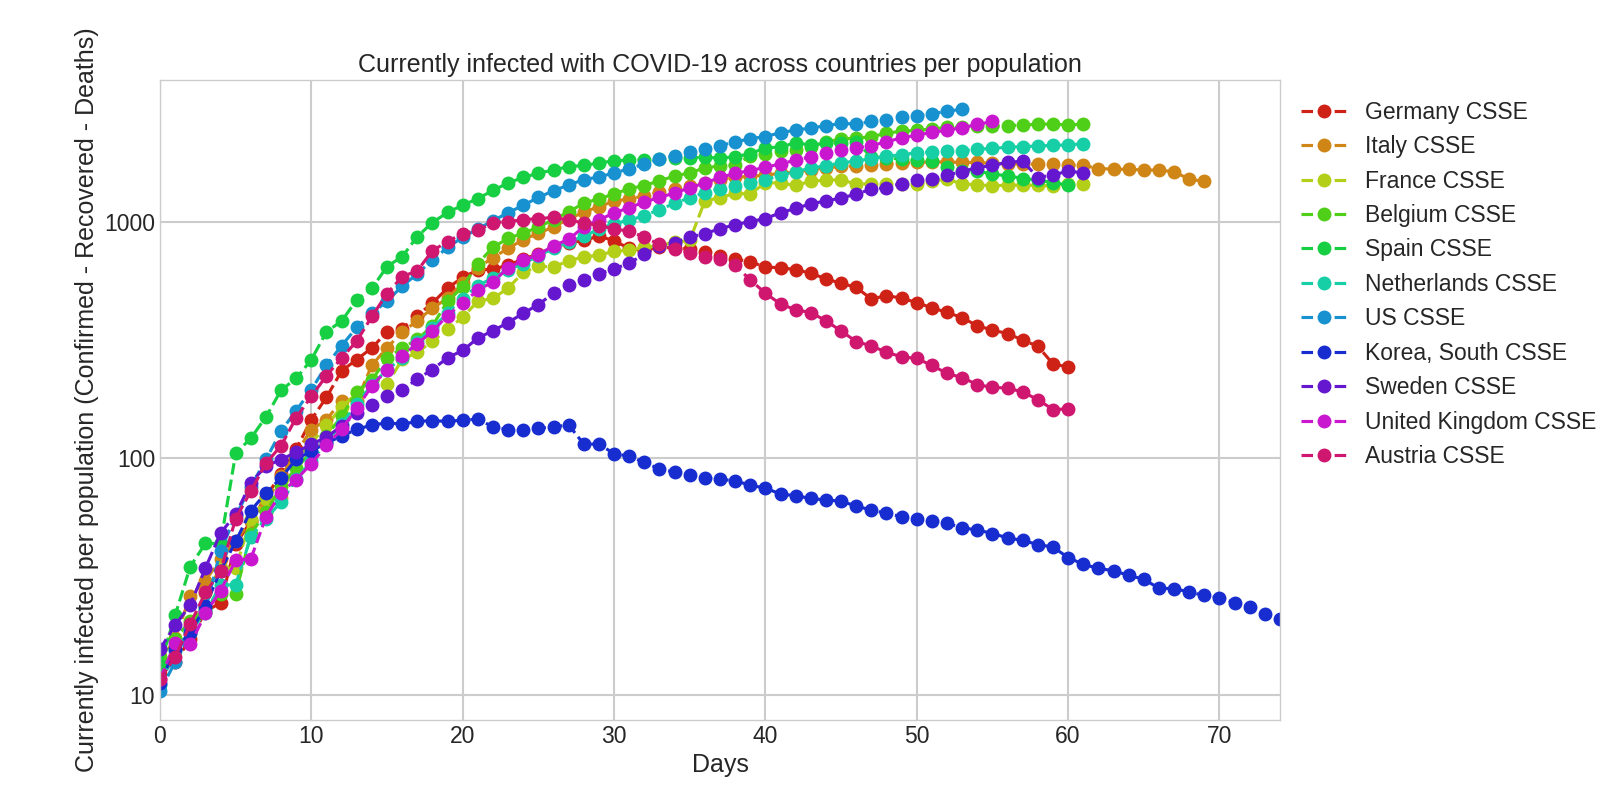 Currently infected with COVID-19 across countries per population
Currently infected per population (Confirmed - Recovered - Deaths)
1000
100
10
0 10 20 30 40 50 60 70
Days
Germany CSSE
Italy CSSE
France CSSE
Belgium CSSE
Spain CSSE
Netherlands CSSE
US CSSE
Korea, South CSSE
Sweden CSSE
United Kingdom CSSE
Austria CSSE